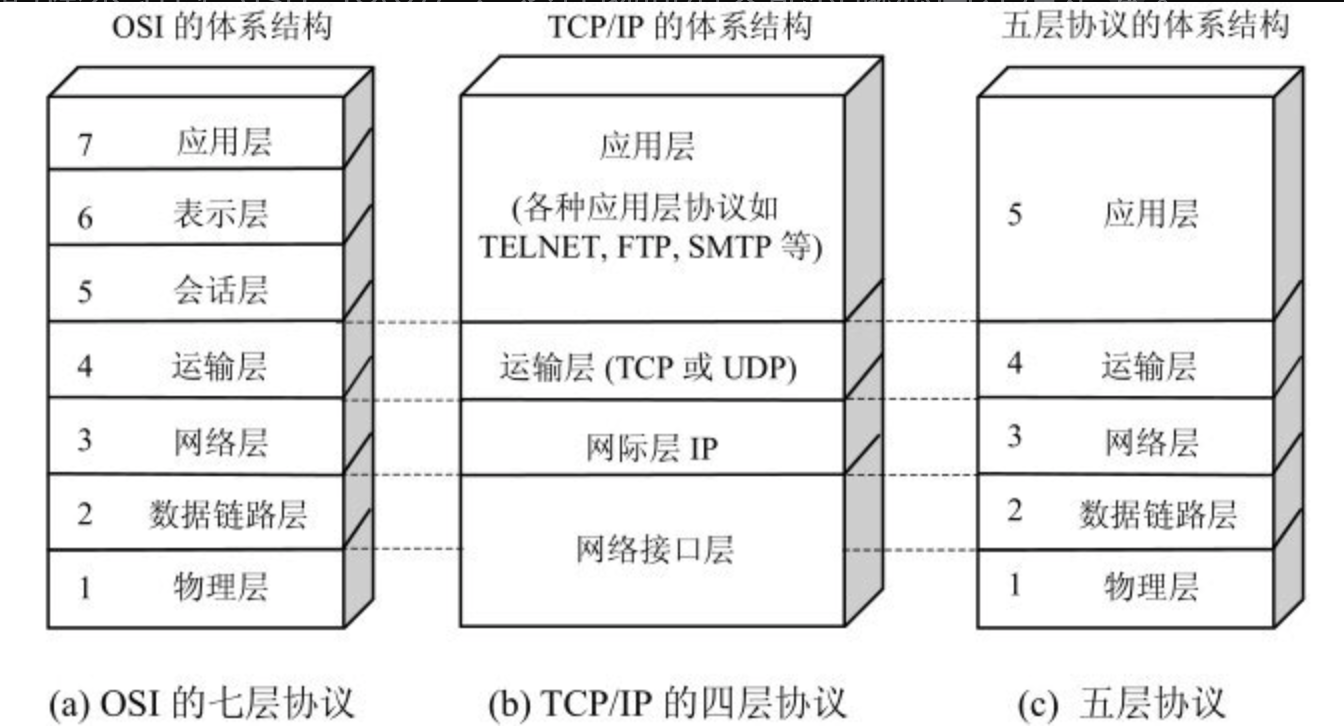 OSI 的体系结构
7 应用层
6 表示层
5 会话层
4 运输层
3 网络层
2 数据链路层
1 物理层
(a) OSI 的七层协议
TCP/IP 的体系结构
应用层
(各种应用层协议如
TELNET, FTP, SMTP 等)
运输层 (TCP 或 UDP)
网际层 IP
网络接口层
(b) TCP/IP 的四层协议
五层协议的体系结构
5 应用层
4 运输层
3 网络层
2 数据链路层
1 物理层
(c) 五层协议